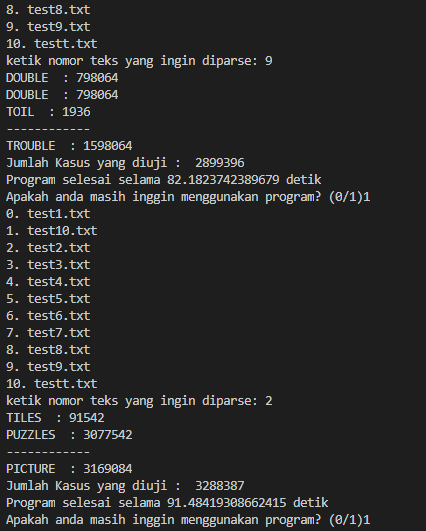 8. test8.txt
9. test9.txt
10. testt.txt
ketik nomor teks yang ingin diparse: 9
DOUBLE  : 798064
DOUBLE  : 798064
TOIL  : 1936
------------
TROUBLE  : 1598064
Jumlah Kasus yang diuji :  2899396
Program selesai selama 82.1823742389679 detik
Apakah anda masih inggin menggunakan program? (0/1)1
0. test1.txt
1. test10.txt
2. test2.txt
3. test3.txt
4. test4.txt
5. test5.txt
6. test6.txt
7. test7.txt
8. test8.txt
9. test9.txt
10. testt.txt
ketik nomor teks yang ingin diparse: 2
TILES  : 91542
PUZZLES  : 3077542
------------
PICTURE  : 3169084
Jumlah Kasus yang diuji :  3288387
Program selesai selama 91.48419308662415 detik
Apakah anda masih inggin menggunakan program? (0/1)1